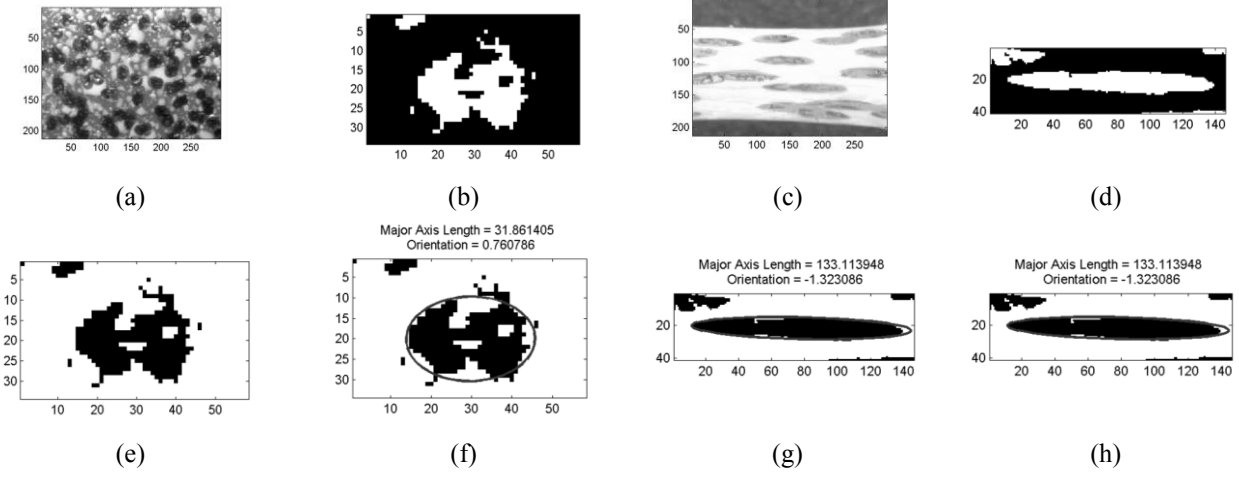 50
100
150
200
50 100 150 200 250
(a)
5
10
15
20
25
30
10 20 30 40 50
(b)
50
100
150
200
50 100 150 200 250
(c)
20
40
20 40 60 80 100 120 140
(d)
5
10
15
20
25
30
10 20 30 40 50
(e)
Major Axis Length = 31.861405
Orientation = 0.760786
5
10
15
20
25
30
10 20 30 40 50
(f)
Major Axis Length = 133.113948
Orientation = -1.323086
20
40
20 40 60 80 100 120 140
(g)
Major Axis Length = 133.113948
Orientation = -1.323086
20
40
20 40 60 80 100 120 140
(h)